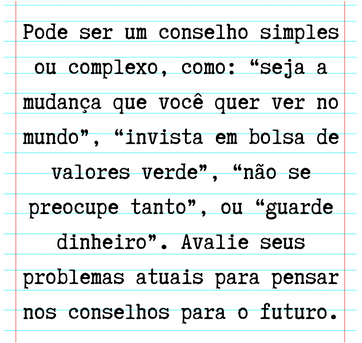 Pode ser um conselho simples
ou complexo, como: “seja a
mudança que você quer ver no
mundo”, “invista em bolsa de
valores verde”, “não se
preocupe tanto”, ou “guarde
dinheiro”. Avalie seus
problemas atuais para pensar
nos conselhos para o futuro.